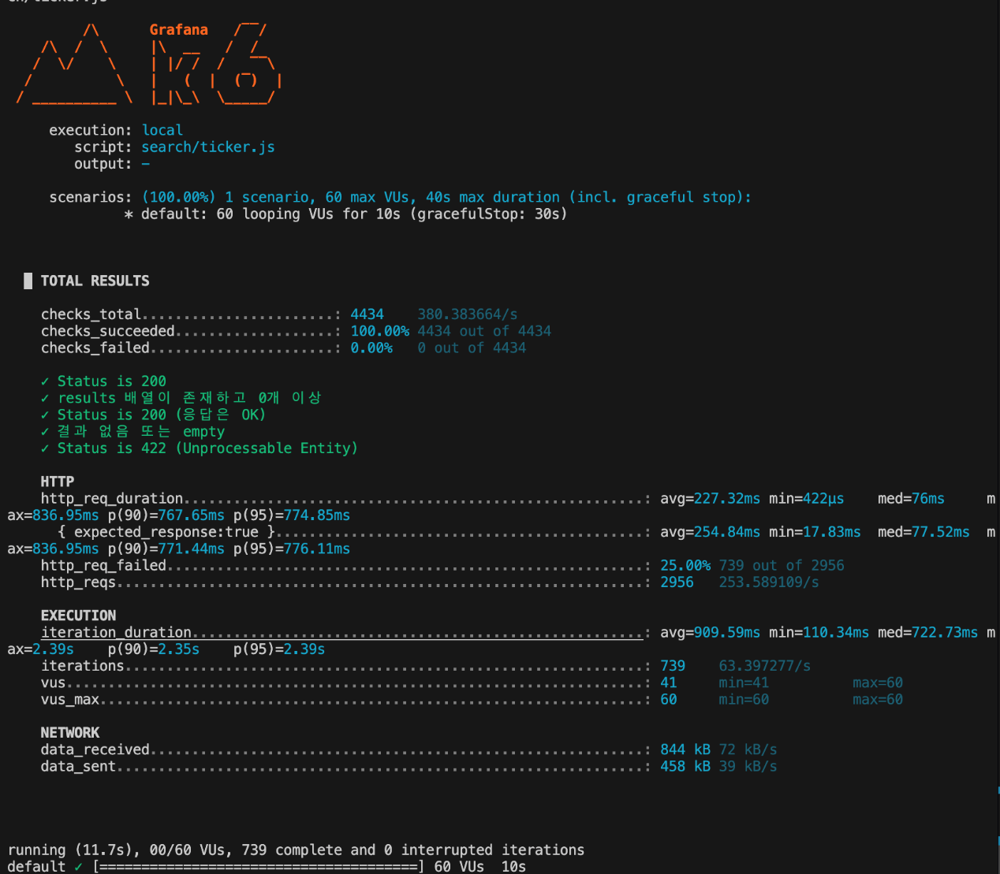 ch/ticker.js
Grafana
k6
execution: local
script: search/ticker.js
output: -
scenarios: (100.00%) 1 scenario, 60 max VUs, 40s max duration (incl. graceful stop):
* default: 60 looping VUs for 10s (gracefulStop: 30s)
█ TOTAL RESULTS
checks_total.......................: 4434    380.383664/s
checks_succeeded...................: 100.00% 4434 out of 4434
checks_failed......................: 0.00%   0 out of 4434
✓ Status is 200
✓ results 배열이 존재하고 0개 이상
✓ Status is 200 (응답은 OK)
✓ 결과 없음 또는 empty
✓ Status is 422 (Unprocessable Entity)
HTTP
http_req_duration.......................................................: avg=227.32ms min=422µs    med=76ms     m
ax=836.95ms p(90)=767.65ms p(95)=774.85ms
{ expected_response:true }............................................: avg=254.84ms min=17.83ms  med=77.52ms  m
ax=836.95ms p(90)=771.44ms p(95)=776.11ms
http_req_failed.........................................................: 25.00% 739 out of 2956
http_reqs...............................................................: 2956   253.589109/s
EXECUTION
iteration_duration......................................................: avg=909.59ms min=110.34ms med=722.73ms m
ax=2.39s    p(90)=2.35s    p(95)=2.39s
iterations..............................................................: 739    63.397277/s
vus.....................................................................: 41     min=41          max=60
vus_max.................................................................: 60     min=60          max=60
NETWORK
data_received...........................................................: 844 kB 72 kB/s
data_sent...............................................................: 458 kB 39 kB/s
running (11.7s), 00/60 VUs, 739 complete and 0 interrupted iterations
default ✓ [======================================] 60 VUs  10s